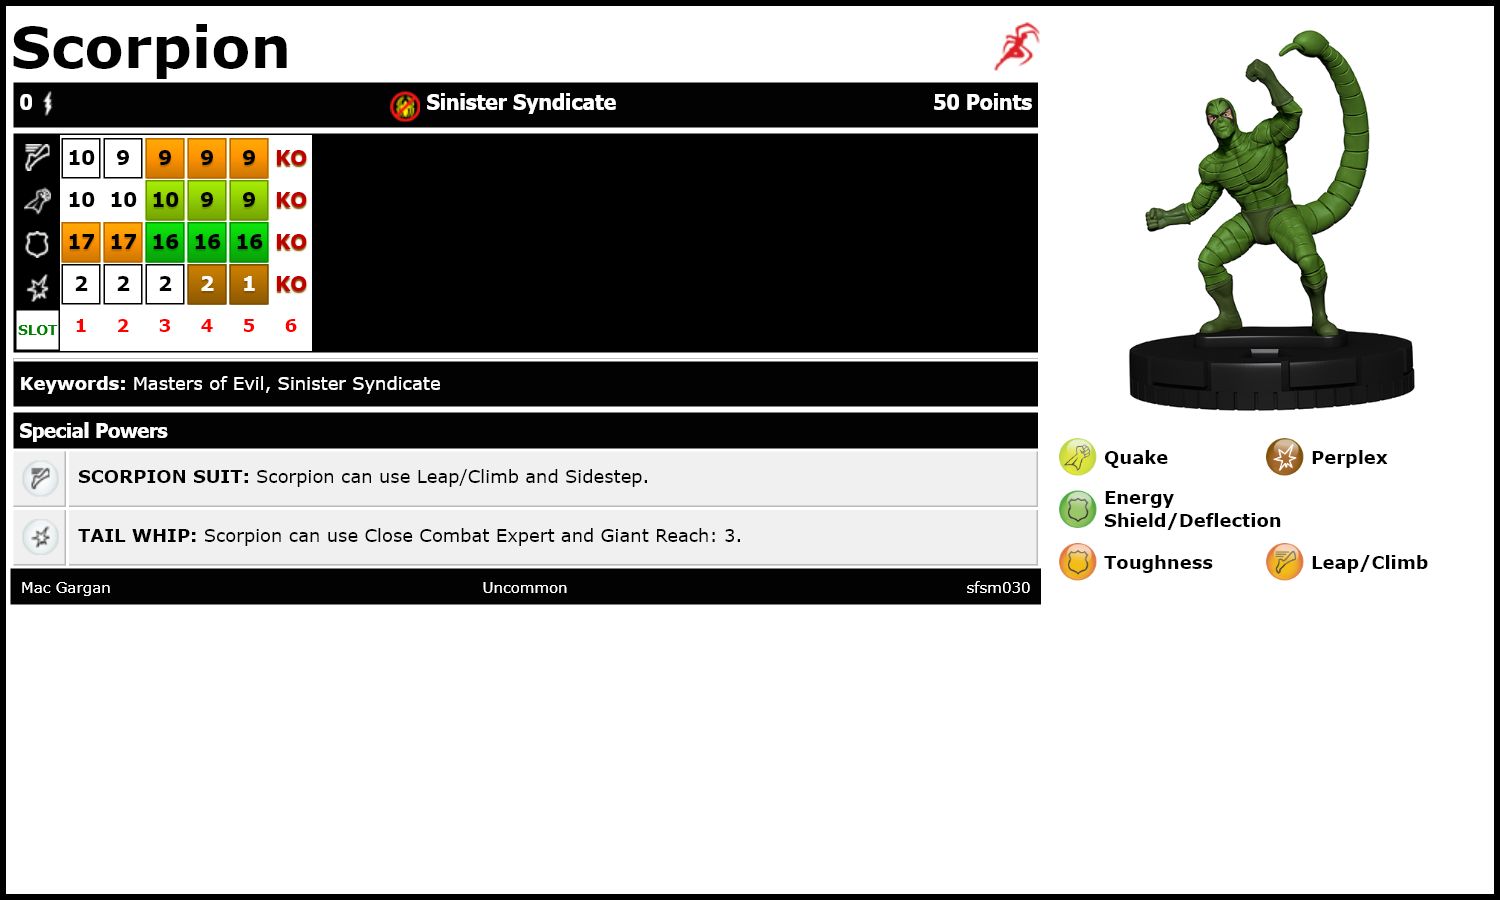 Scorpion
0 Sinister Syndicate 50 Points
10 9 9 9 9 KO
10 10 10 9 9 KO
17 17 16 16 16 KO
2 2 2 2 1 KO
SLOT 1 2 3 4 5 6
Keywords: Masters of Evil, Sinister Syndicate
Special Powers
SCORPION SUIT: Scorpion can use Leap/Climb and Sidestep.
TAIL WHIP: Scorpion can use Close Combat Expert and Giant Reach: 3.
Mac Gargan Uncommon sfsm030
Quake Perplex
Energy
Shield/Deflection
Toughness Leap/Climb